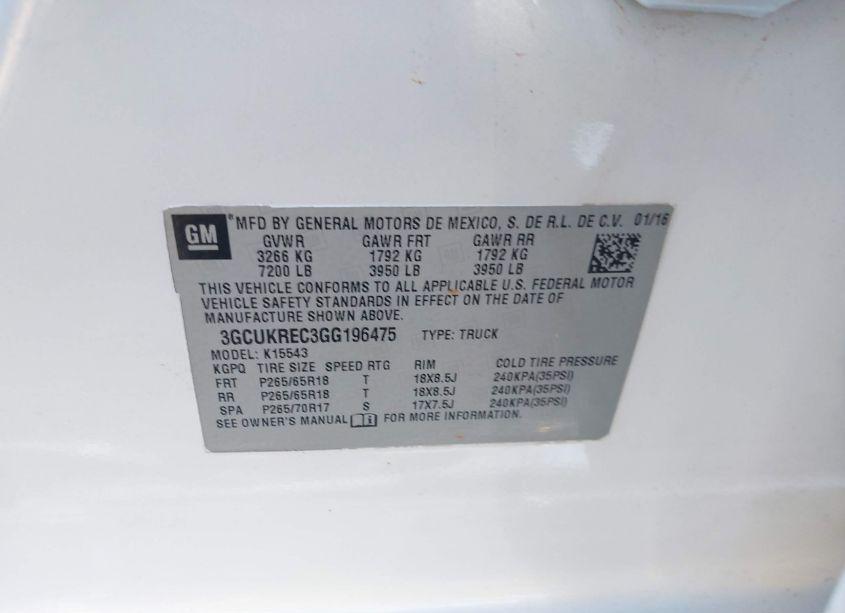 GM ® MFD BY GENERAL MOTORS DE MEXICO, S. DE R.L. DE C.V. 01/16
GVWR GAWR FRT GAWR RR
3266 KG 1792 KG 1792 KG
7200 LB 3950 LB 3950 LB
THIS VEHICLE CONFORMS TO ALL APPLICABLE U.S. FEDERAL MOTOR
VEHICLE SAFETY STANDARDS IN EFFECT ON THE DATE OF
MANUFACTURE SHOWN ABOVE.
3GCUKREC3GG196475 TYPE: TRUCK
MODEL: K15543
KGPQ TIRE SIZE SPEED RTG RIM COLD TIRE PRESSURE
FRT P265/65R18 T 18X8.5J 240KPA(35PSI)
RR P265/65R18 T 18X8.5J 240KPA(35PSI)
SPA P265/70R17 S 17X7.5J 240KPA(35PSI)
SEE OWNER'S MANUAL FOR MORE INFORMATION.